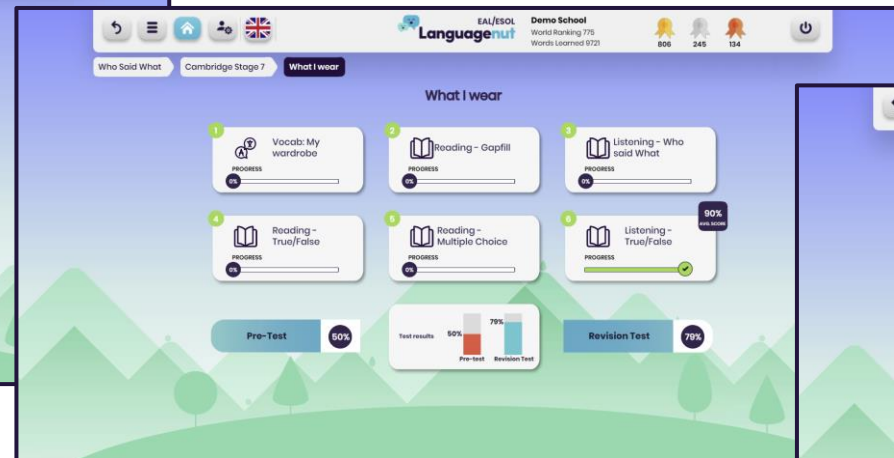 EAL/ESOL
Languagenut
Demo School
World Ranking 775
Words Learned 9721
806
245
134
Who Said What
Cambridge Stage 7
What I wear
What I wear
1
Vocab: My
wardrobe
PROGRESS
0%
2
Reading - Gapfill
PROGRESS
0%
3
Listening - Who
said What
PROGRESS
0%
4
Reading -
True/False
PROGRESS
0%
5
Reading -
Multiple Choice
PROGRESS
0%
6
Listening -
True/False
PROGRESS
90%
AVG. SCORE
Pre-Test
50%
Test results
50%
79%
Pre-test
Revision Test
Revision Test
79%